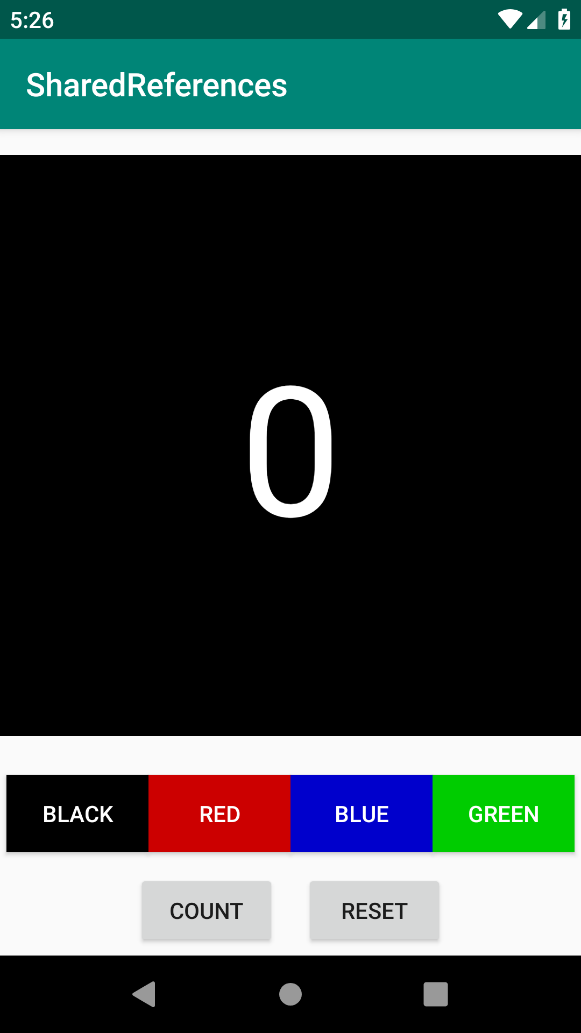 5:26
SharedReferences
0
BLACK RED BLUE GREEN
COUNT RESET